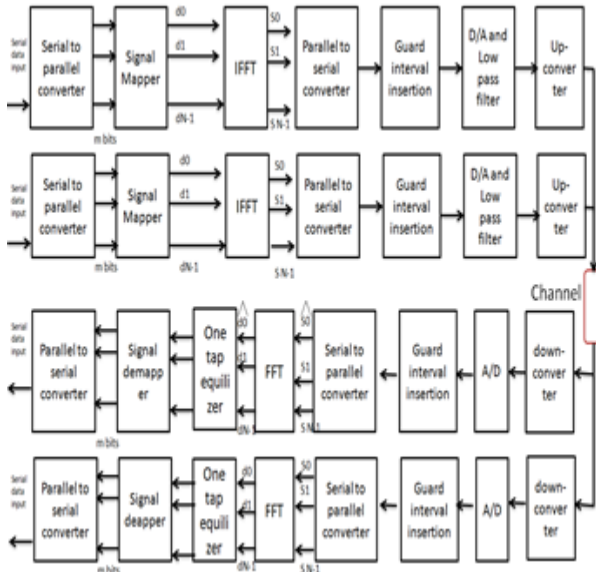 Serial data input
Serial to parallel converter
m bits
Signal Mapper
d0
d1
dN-1
IFFT
S0
S1
S N-1
Parallel to serial converter
Guard interval insertion
D/A and Low pass filter
Up- conver ter
Serial data input
Serial to parallel converter
m bits
Signal Mapper
d0
d1
dN-1
IFFT
S0
S1
S N-1
Parallel to serial converter
Guard interval insertion
D/A and Low pass filter
Up- conver ter
Channel
Serial data input
Parallel to serial converter
m bits
Signal demap per
One tap equili zer
d0
d1
dN-1
FFT
S0
S1
S N-1
Serial to parallel converter
Guard interval insertion
A/D
down- conver ter
Serial data input
Parallel to serial converter
m bits
Signal deapper
One tap equili zer
d0
d1
dN-1
FFT
S0
S1
S N-1
Serial to parallel converter
Guard interval insertion
A/D
down- conver ter